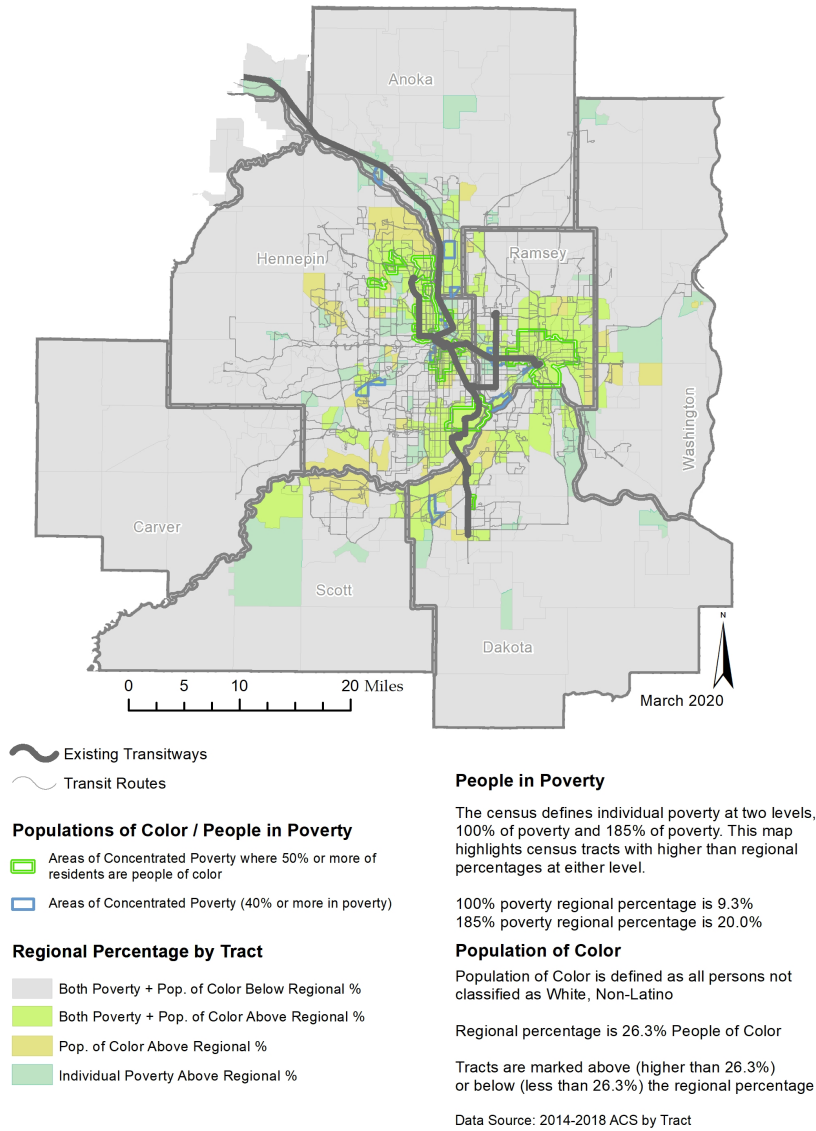 Anoka
Hennepin
Ramsey
Washington
Carver
Scott
Dakota
N
March 2020
0 5 10 20 Miles
Existing Transitways
Transit Routes
Populations of Color / People in Poverty
Areas of Concentrated Poverty where 50% or more of
residents are people of color
Areas of Concentrated Poverty (40% or more in poverty)
Regional Percentage by Tract
Both Poverty + Pop. of Color Below Regional %
Both Poverty + Pop. of Color Above Regional %
Pop. of Color Above Regional %
Individual Poverty Above Regional %
People in Poverty
The census defines individual poverty at two levels,
100% of poverty and 185% of poverty. This map
highlights census tracts with higher than regional
percentages at either level.
100% poverty regional percentage is 9.3%
185% poverty regional percentage is 20.0%
Population of Color
Population of Color is defined as all persons not
classified as White, Non-Latino
Regional percentage is 26.3% People of Color
Tracts are marked above (higher than 26.3%)
or below (less than 26.3%) the regional percentage
Data Source: 2014-2018 ACS by Tract